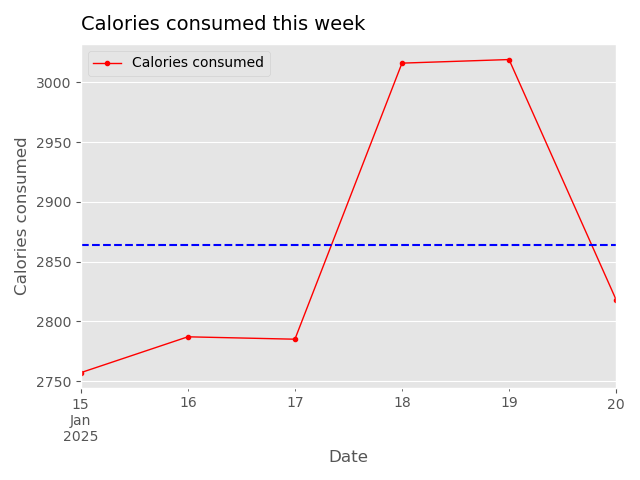 Calories consumed this week
Calories consumed
3000
2950
2900
2850
2800
2750
Calories consumed
15
Jan
2025
16
17
18
19
20
Date